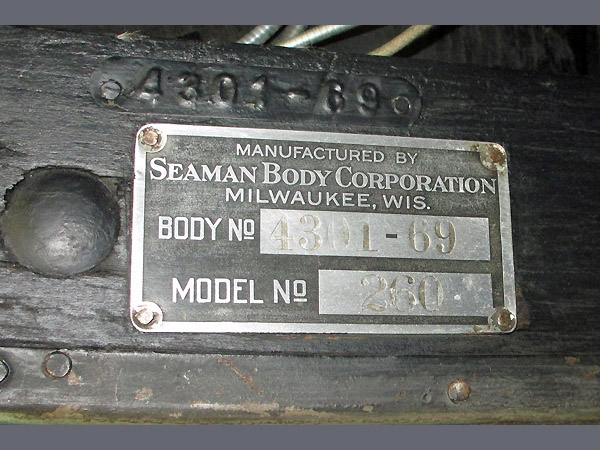 4301-69
MANUFACTURED BY
SEAMAN BODY CORPORATION
MILWAUKEE, WIS.
BODY Nº 4301-69
MODEL Nº 260